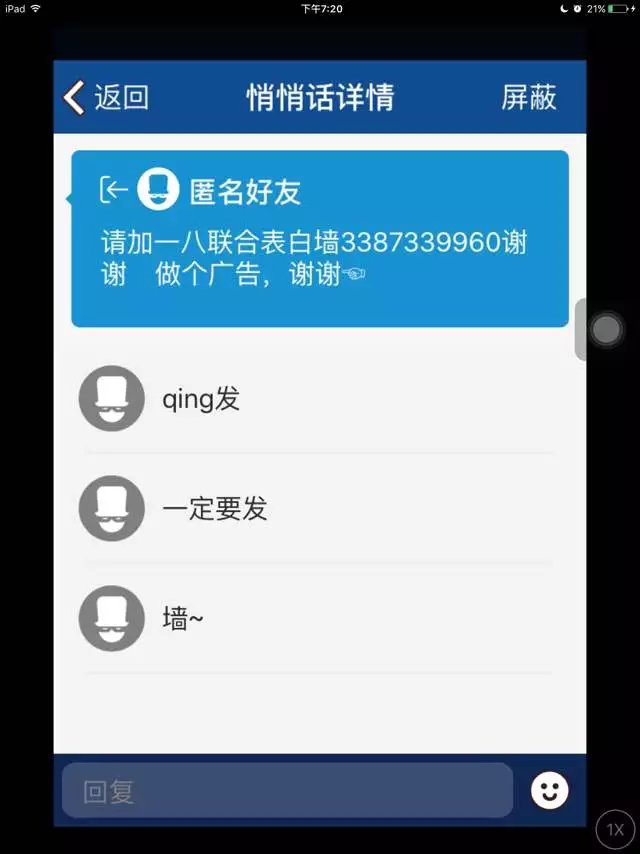 iPad 下午7:20 21%
返回 悄悄话详情 屏蔽
匿名好友
请加一八联合表白墙3387339960谢
谢 做个广告，谢谢☜
qing发
一定要发
墙~
回复
1X